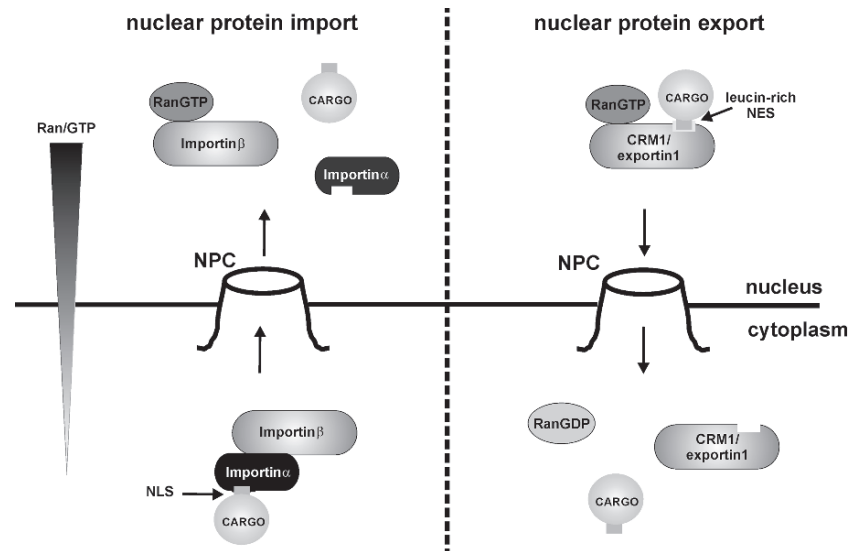 nuclear protein import
nuclear protein export
Ran/GTP
RanGTP
CARGO
Importinβ
Importinα
RanGTP
CARGO
leucin-rich
NES
CRM1/
exportin1
NPC
NPC
nucleus
cytoplasm
Importinβ
Importinα
NLS
CARGO
RanGDP
CRM1/
exportin1
CARGO